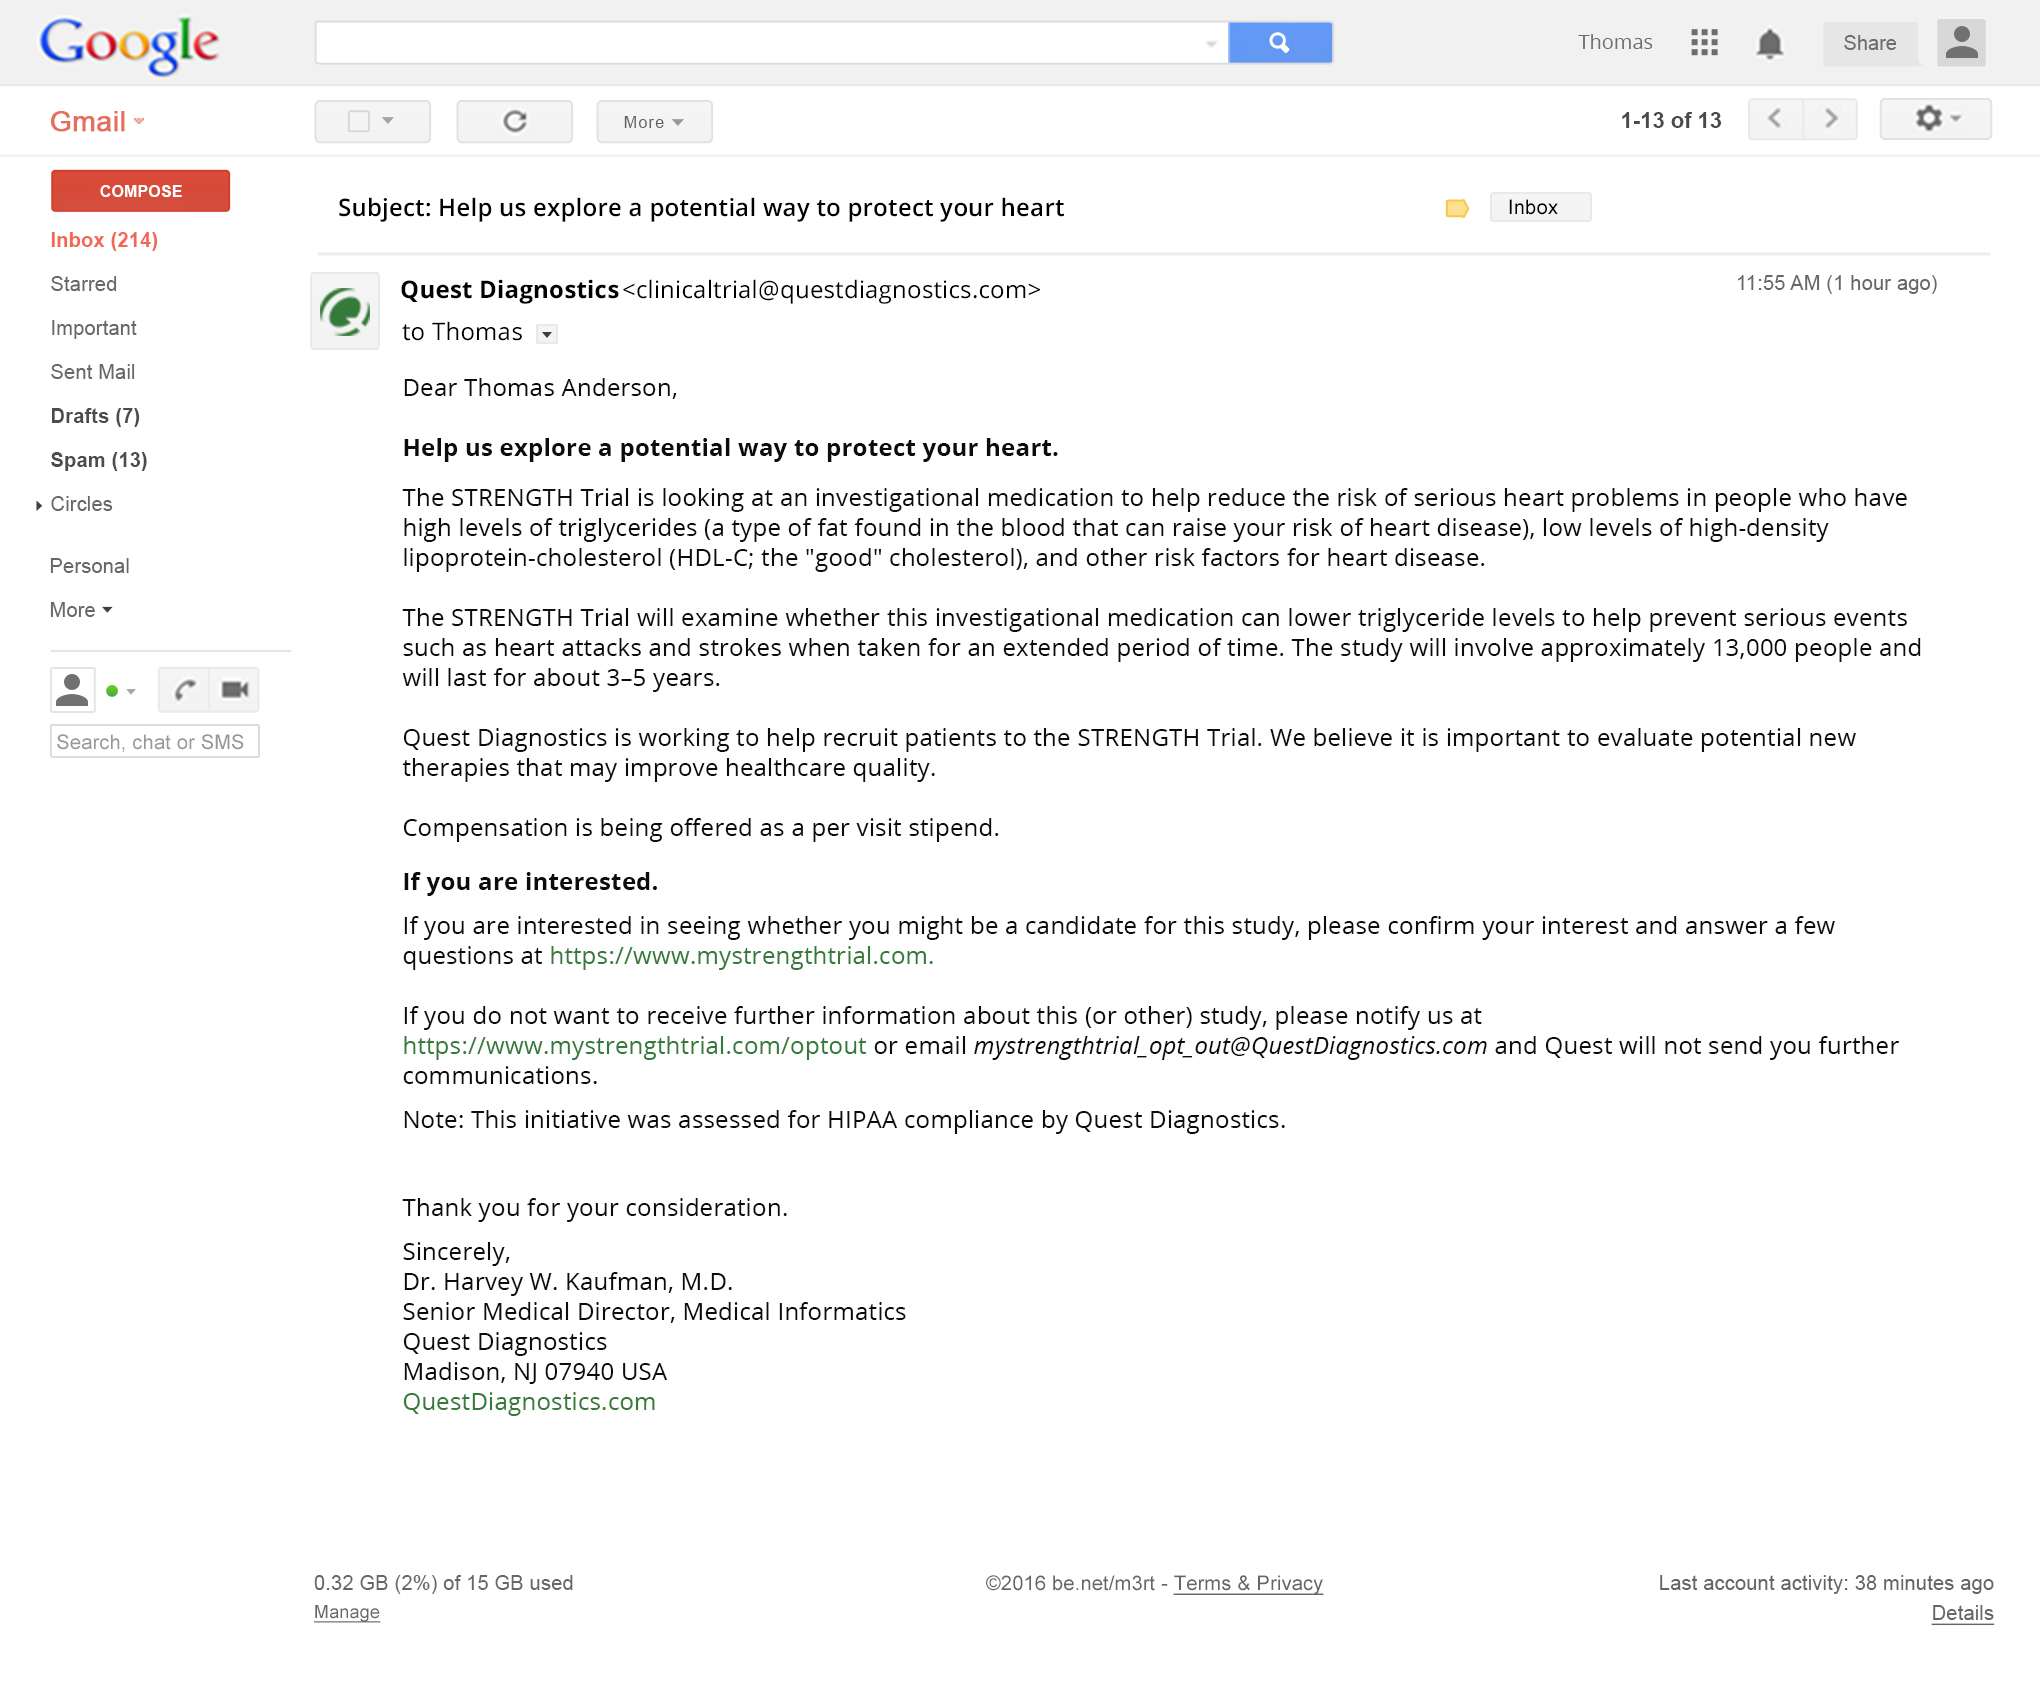 Google
Thomas
Share
Gmail
More
1-13 of 13
COMPOSE
Inbox (214)
Starred
Important
Sent Mail
Drafts (7)
Spam (13)
Circles
Personal
More
Search, chat or SMS
Subject: Help us explore a potential way to protect your heart
Inbox
Quest Diagnostics <clinicaltrial@questdiagnostics.com>
11:55 AM (1 hour ago)
to Thomas
Dear Thomas Anderson,
Help us explore a potential way to protect your heart.
The STRENGTH Trial is looking at an investigational medication to help reduce the risk of serious heart problems in people who have
high levels of triglycerides (a type of fat found in the blood that can raise your risk of heart disease), low levels of high-density
lipoprotein-cholesterol (HDL-C; the "good" cholesterol), and other risk factors for heart disease.
The STRENGTH Trial will examine whether this investigational medication can lower triglyceride levels to help prevent serious events
such as heart attacks and strokes when taken for an extended period of time. The study will involve approximately 13,000 people and
will last for about 3–5 years.
Quest Diagnostics is working to help recruit patients to the STRENGTH Trial. We believe it is important to evaluate potential new
therapies that may improve healthcare quality.
Compensation is being offered as a per visit stipend.
If you are interested.
If you are interested in seeing whether you might be a candidate for this study, please confirm your interest and answer a few
questions at https://www.mystrengthtrial.com.
If you do not want to receive further information about this (or other) study, please notify us at
https://www.mystrengthtrial.com/optout or email mystrengthtrial_opt_out@QuestDiagnostics.com and Quest will not send you further
communications.
Note: This initiative was assessed for HIPAA compliance by Quest Diagnostics.
Thank you for your consideration.
Sincerely,
Dr. Harvey W. Kaufman, M.D.
Senior Medical Director, Medical Informatics
Quest Diagnostics
Madison, NJ 07940 USA
QuestDiagnostics.com
0.32 GB (2%) of 15 GB used
Manage
©2016 be.net/m3rt - Terms & Privacy
Last account activity: 38 minutes ago
Details